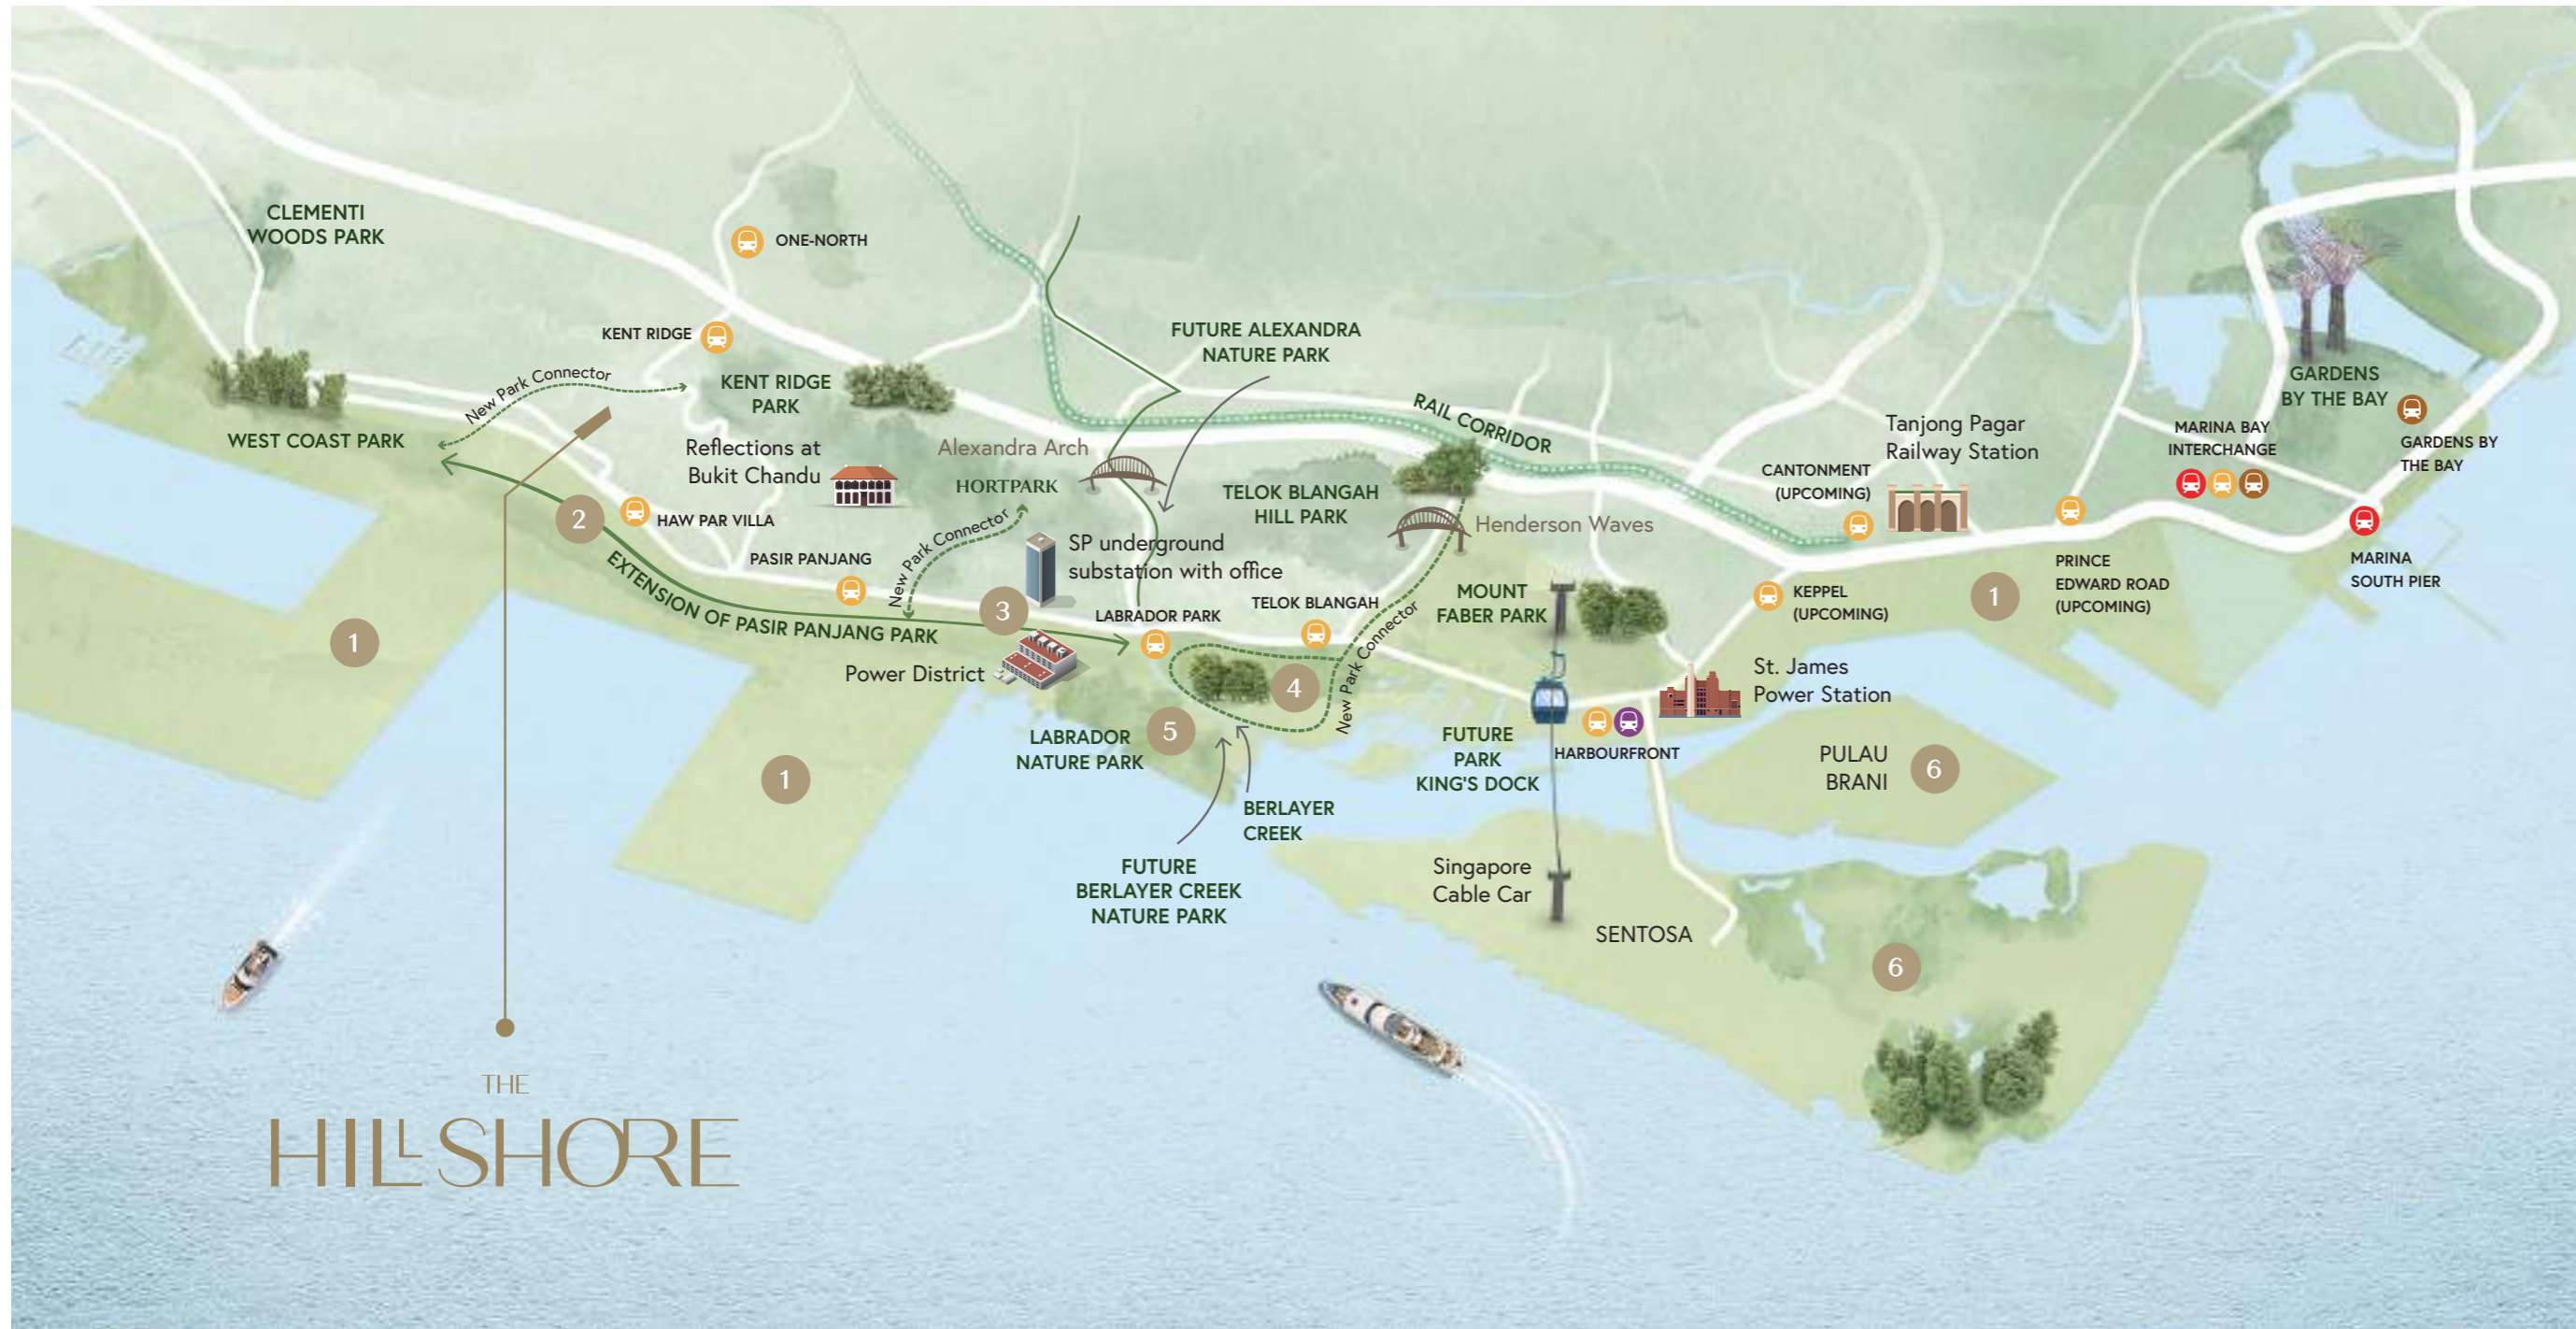 CLEMENTI
WOODS PARK
ONE-NORTH
KENT RIDGE
New Park Connector
KENT RIDGE
PARK
WEST COAST PARK
Reflections at
Bukit Chandu
Alexandra Arch
HORTPARK
FUTURE ALEXANDRA
NATURE PARK
RAIL CORRIDOR
TELOK BLANGAH
HILL PARK
Henderson Waves
Tanjong Pagar
Railway Station
CANTONMENT
(UPCOMING)
MARINA BAY
INTERCHANGE
GARDENS
BY THE BAY
GARDENS BY
THE BAY
MARINA
SOUTH PIER
PRINCE
EDWARD ROAD
(UPCOMING)
1
KEPPEL
(UPCOMING)
2
HAW PAR VILLA
PASIR PANJANG
New Park Connector
SP underground
substation with office
3
EXTENSION OF PASIR PANJANG PARK
LABRADOR PARK
TELOK BLANGAH
MOUNT
FABER PARK
New Park Connector
1
Power District
4
St. James
Power Station
5
LABRADOR
NATURE PARK
FUTURE
PARK
KING'S DOCK
HARBOURFRONT
PULAU
BRANI
6
1
BERLAYER
CREEK
FUTURE
BERLAYER CREEK
NATURE PARK
Singapore
Cable Car
SENTOSA
6
THE
HILLSHORE